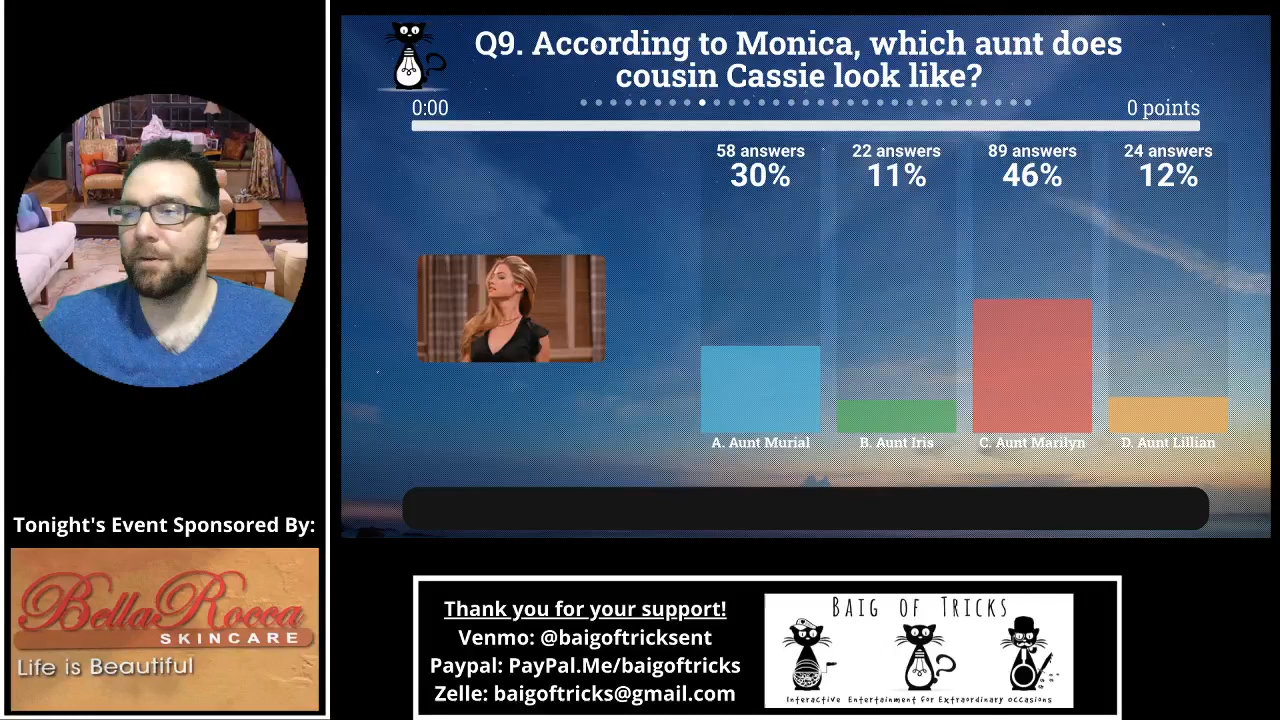 Q9. According to Monica, which aunt does
cousin Cassie look like?
0:00
0 points
58 answers
30%
22 answers
11%
89 answers
46%
24 answers
12%
A. Aunt Murial
B. Aunt Iris
C. Aunt Marilyn
D. Aunt Lillian
Tonight's Event Sponsored By:
BellaRocca
SKINCARE
Life is Beautiful
Thank you for your support!
Venmo: @baigoftricksent
Paypal: PayPal.Me/baigoftricks
Zelle: baigoftricks@gmail.com
BAIG OF TRICKS
Interactive Entertainment for Extraordinary occasions